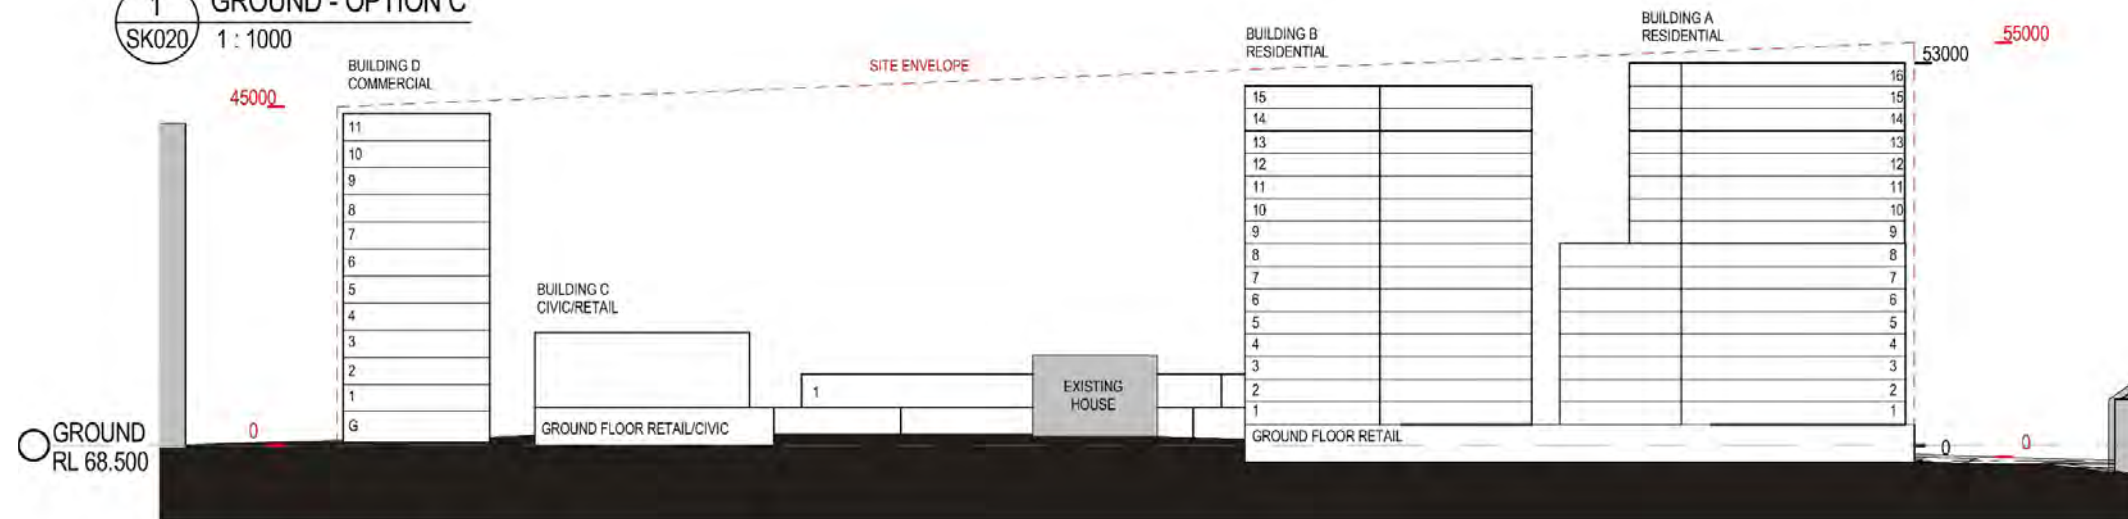 1
GROUND - OPTION C
SK020
1 : 1000
BUILDING D
COMMERCIAL
SITE ENVELOPE
BUILDING B
RESIDENTIAL
BUILDING A
RESIDENTIAL
55000
53000
45000
11
10
9
8
7
6
5
4
3
2
1
G
BUILDING C
CIVIC/RETAIL
GROUND FLOOR RETAIL/CIVIC
1
EXISTING
HOUSE
15
14
13
12
11
10
9
8
7
6
5
4
3
2
1
GROUND FLOOR RETAIL
16
15
14
13
12
11
10
9
8
7
6
5
4
3
2
1
GROUND
RL 68.500
0
0
0